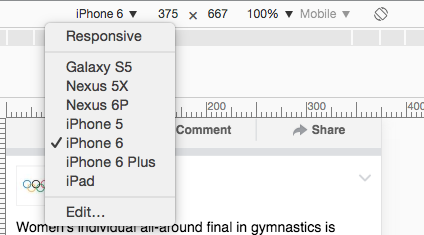 iPhone 6 ▼ 375 × 667 100% ▼ Mobile ▼
Responsive
Galaxy S5
Nexus 5X
Nexus 6P
iPhone 5
✓ iPhone 6
iPhone 6 Plus
iPad
Edit...
200 300 400
Comment Share
Women's individual all-around final in gymnastics is